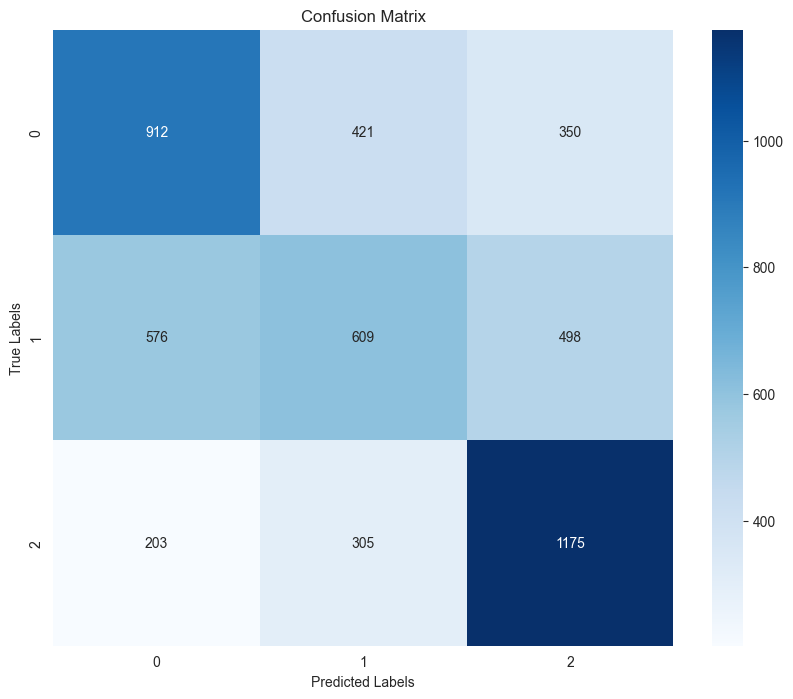 Confusion Matrix
912 421 350
576 609 498
203 305 1175
0
1
2
True Labels
0 1 2
Predicted Labels
1000
800
600
400